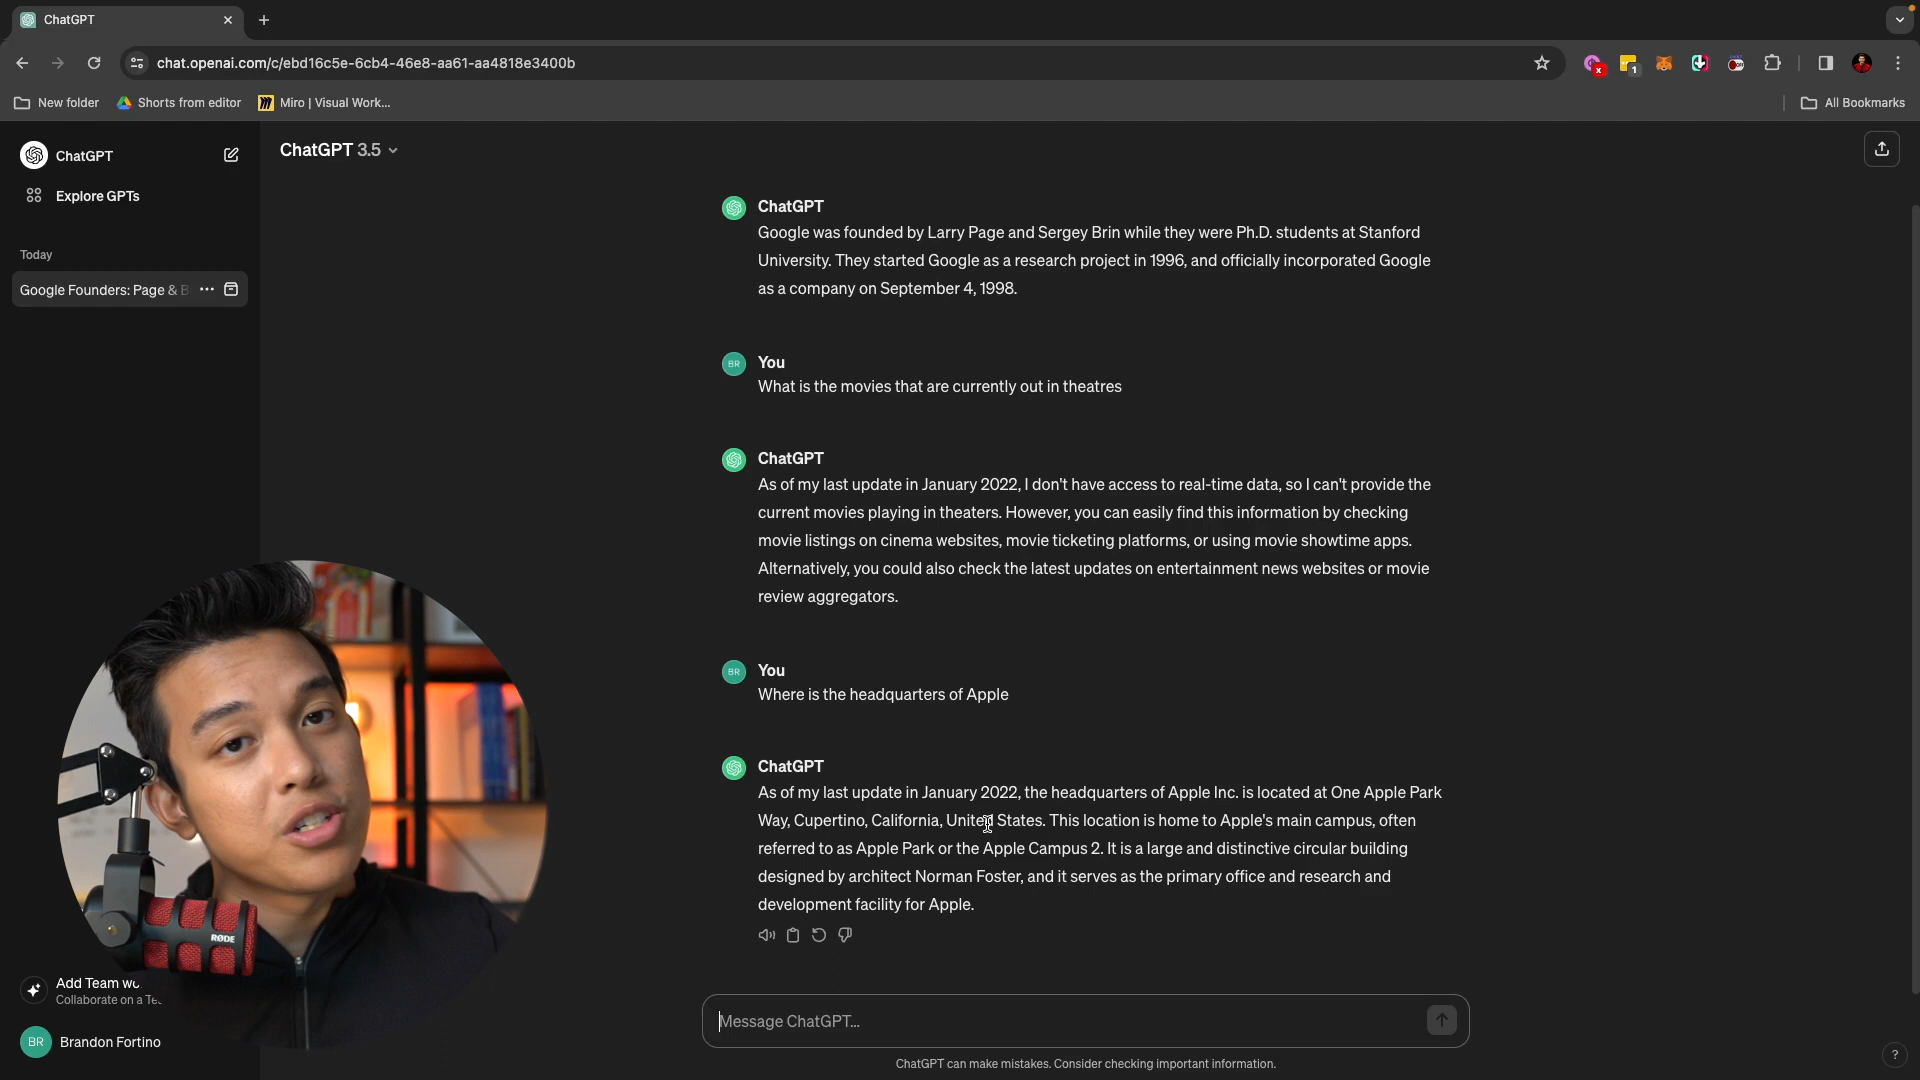 ChatGPT
chat.openai.com/c/ebd16c5e-6cb4-46e8-aa61-aa4818e3400b
x
1
New folder
Shorts from editor
Miro | Visual Work...
All Bookmarks
ChatGPT
Explore GPTs
Today
Google Founders: Page & B
ChatGPT 3.5
ChatGPT
Google was founded by Larry Page and Sergey Brin while they were Ph.D. students at Stanford
University. They started Google as a research project in 1996, and officially incorporated Google
as a company on September 4, 1998.
BR
You
What is the movies that are currently out in theatres
ChatGPT
As of my last update in January 2022, I don't have access to real-time data, so I can't provide the
current movies playing in theaters. However, you can easily find this information by checking
movie listings on cinema websites, movie ticketing platforms, or using movie showtime apps.
Alternatively, you could also check the latest updates on entertainment news websites or movie
review aggregators.
BR
You
Where is the headquarters of Apple
ChatGPT
As of my last update in January 2022, the headquarters of Apple Inc. is located at One Apple Park
Way, Cupertino, California, United States. This location is home to Apple's main campus, often
referred to as Apple Park or the Apple Campus 2. It is a large and distinctive circular building
designed by architect Norman Foster, and it serves as the primary office and research and
development facility for Apple.
RØDE
Add Team wo
Collaborate on a Te
BR
Brandon Fortino
Message ChatGPT...
ChatGPT can make mistakes. Consider checking important information.
?